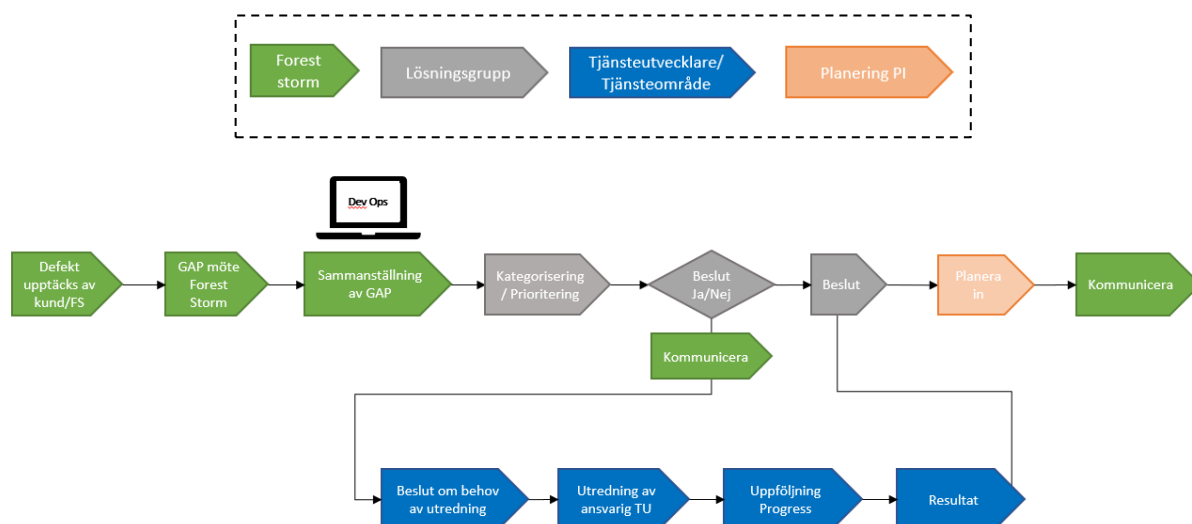 Forest
storm
Lösningsgrupp
Tjänsteutvecklare/
Tjänsteområde
Planering PI
Dev Ops
Defekt
upptäcks av
kund/FS
GAP möte
Forest
Storm
Sammanställning
av GAP
Kategorisering
/ Prioritering
Beslut
Ja/Nej
Beslut
Planera
in
Kommunicera
Kommunicera
Beslut om behov
av utredning
Utredning av
ansvarig TU
Uppföljning
Progress
Resultat